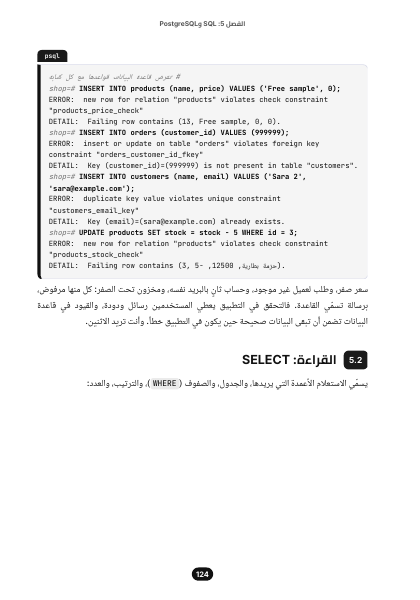 الفصل 5: SQL وPostgreSQL
psql
# تفرض قاعدة البيانات قواعدها مع كل كتابة
shop=# INSERT INTO products (name, price) VALUES ('Free sample', 0);
ERROR:  new row for relation "products" violates check constraint
"products_price_check"
DETAIL:  Failing row contains (13, Free sample, 0, 0).
shop=# INSERT INTO orders (customer_id) VALUES (999999);
ERROR:  insert or update on table "orders" violates foreign key
constraint "orders_customer_id_fkey"
DETAIL:  Key (customer_id)=(999999) is not present in table "customers".
shop=# INSERT INTO customers (name, email) VALUES ('Sara 2',
'sara@example.com');
ERROR:  duplicate key value violates unique constraint
"customers_email_key"
DETAIL:  Key (email)=(sara@example.com) already exists.
shop=# UPDATE products SET stock = stock - 5 WHERE id = 3;
ERROR:  new row for relation "products" violates check constraint
"products_stock_check"
DETAIL:  Failing row contains (3, حزمة بطارية, 12500, -5).
سعر صفر، وطلب لعميل غير موجود، وحساب ثانٍ بالبريد نفسه، ومخزون تحت الصفر: كل منها مرفوض،
برسالة تسمّي القاعدة. فالتحقق في التطبيق يعطي المستخدمين رسائل ودودة، والقيود في قاعدة
البيانات تضمن أن تبقى البيانات صحيحة حين يكون في التطبيق خطأ. وأنت تريد الاثنين.
5.2 القراءة: SELECT
يسمّي الاستعلام الأعمدة التي يريدها، والجدول، والصفوف (WHERE)، والترتيب، والعدد:
124